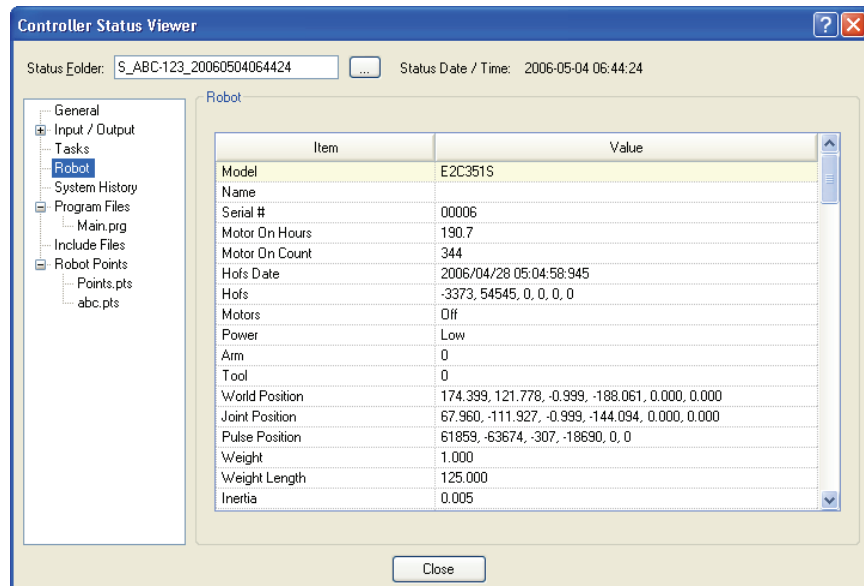 Controller Status Viewer
Status Folder: S_ABC-123_20060504064424 ... Status Date / Time: 2006-05-04 06:44:24
General
Input / Output
Tasks
Robot
System History
Program Files
Main.prg
Include Files
Robot Points
Points.pts
abc.pts
Robot
Item Value
Model E2C351S
Name
Serial # 00006
Motor On Hours 190.7
Motor On Count 344
Hofs Date 2006/04/28 05:04:58:945
Hofs -3373, 54545, 0, 0, 0, 0
Motors Off
Power Low
Arm 0
Tool 0
World Position 174.399, 121.778, -0.999, -188.061, 0.000, 0.000
Joint Position 67.960, -111.927, -0.999, -144.094, 0.000, 0.000
Pulse Position 61859, -63674, -307, -18690, 0, 0
Weight 1.000
Weight Length 125.000
Inertia 0.005
Close